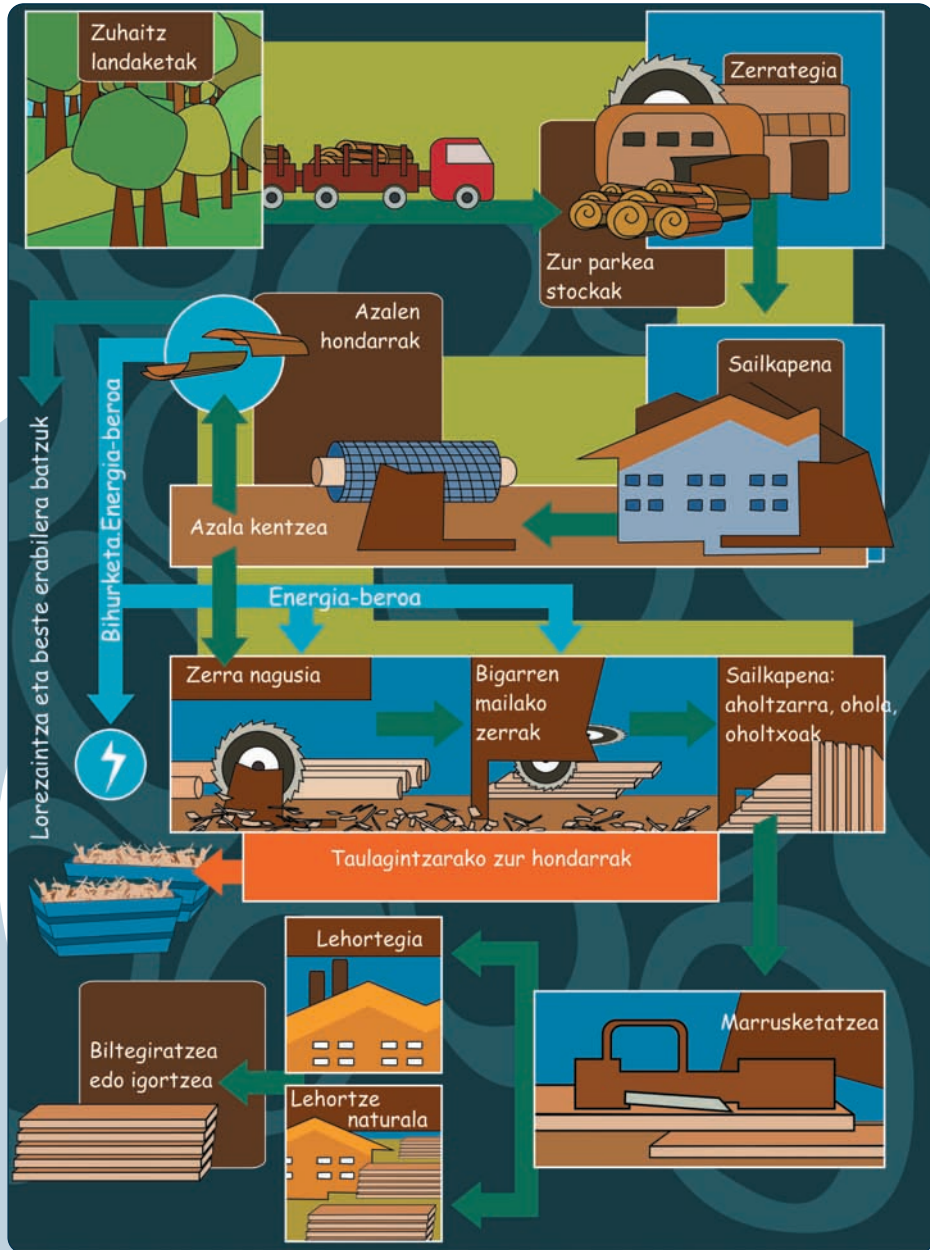 Zuhaitz
landaketak
Zerrategia
Zur parkea
stockak
Azalen
hondarrak
Sailkapena
Azala kentzea
Lorezaintza eta beste erabilera batzuk
Bihurketa.Energia-beroa
Energia-beroa
Zerra nagusia
Bigarren
mailako
zerrak
Sailkapena:
aholtzarra, ohola,
oholtxoak
Taulagintzarako zur hondarrak
Lehortegia
Marrusketatzea
Biltegiratzea
edo igortzea
Lehortze
naturala